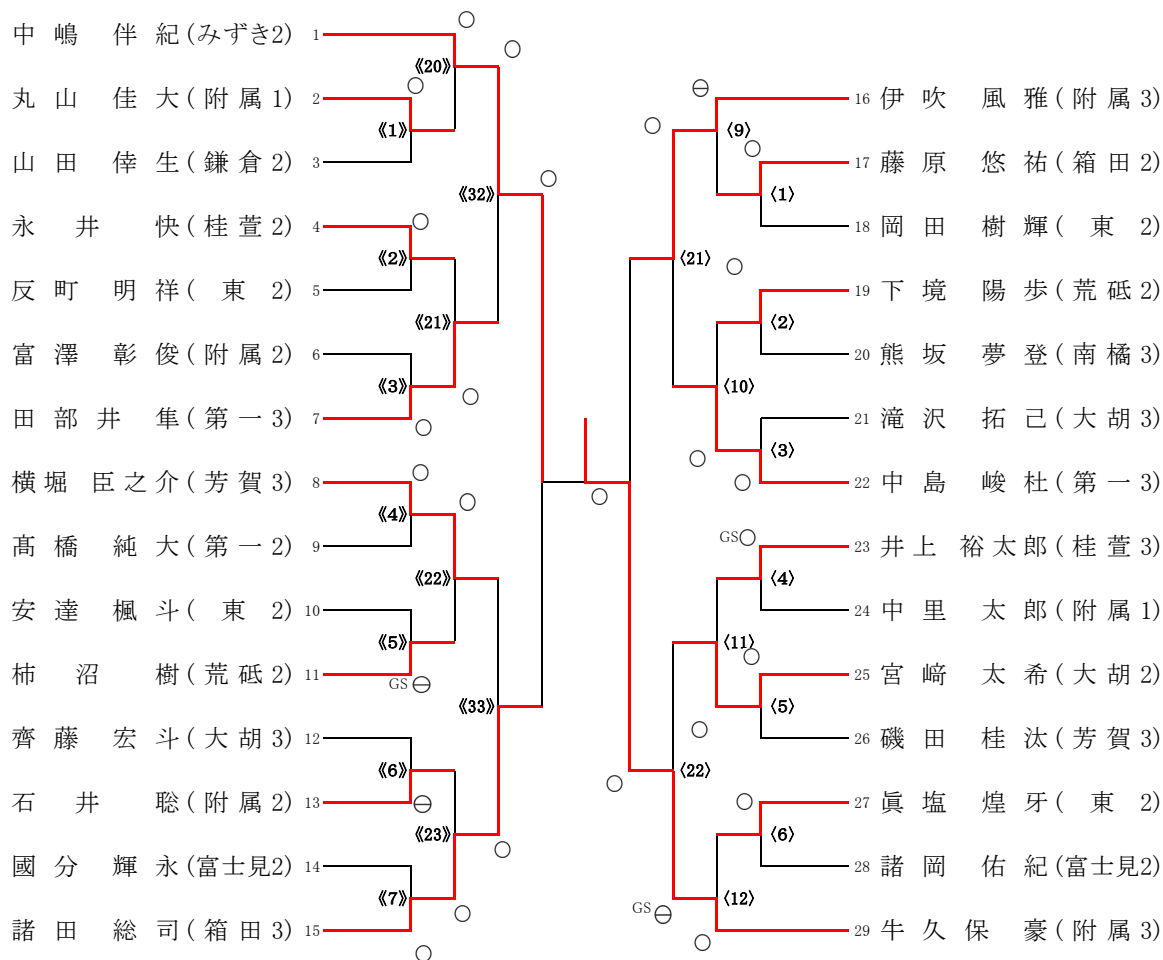 中嶋 伴紀(みずき2) 1
丸山 佳大(附属1) 2
山田 倖生(鎌倉2) 3
永井 快(桂萱2) 4
反町 明祥(東2) 5
富澤 彰俊(附属2) 6
田部井 隼(第一3) 7
横堀 臣之介(芳賀3) 8
髙橋 純大(第一2) 9
安達 楓斗(東2) 10
柿沼 樹(荒砥2) 11
齊藤 宏斗(大胡3) 12
石井 聡(附属2) 13
國分 輝永(富士見2) 14
諸田 総司(箱田3) 15
《1》
《2》
《3》
《4》
《5》
GS
《6》
《7》
《20》
《21》
《22》
《23》
《32》
《33》
16 伊吹 風雅(附属3)
17 藤原 悠祐(箱田2)
18 岡田 樹輝(東2)
19 下境 陽歩(荒砥2)
20 熊坂 夢登(南橘3)
21 滝沢 拓己(大胡3)
22 中島 峻杜(第一3)
23 井上 裕太郎(桂萱3)
24 中里 太郎(附属1)
25 宮﨑 太希(大胡2)
26 磯田 桂汰(芳賀3)
27 眞塩 煌牙(東2)
28 諸岡 佑紀(富士見2)
29 牛久保 豪(附属3)
〈1〉
〈2〉
〈3〉
GS
〈4〉
〈5〉
〈6〉
〈9〉
〈10〉
〈11〉
〈12〉
〈21〉
〈22〉
GS